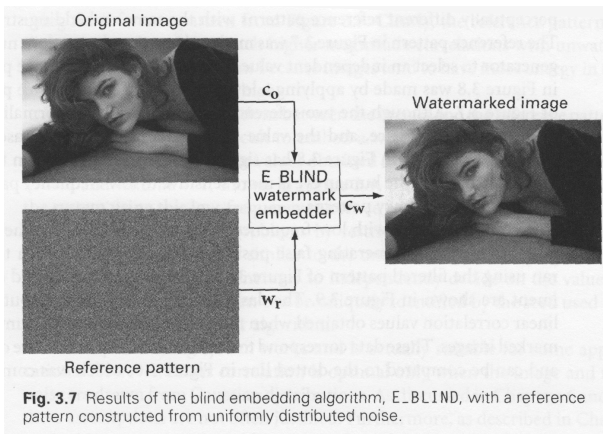 Original image
c_o
Watermarked image
E_BLIND
watermark
embedder
c_w
w_r
Reference pattern
Fig. 3.7 Results of the blind embedding algorithm, E_BLIND, with a reference
pattern constructed from uniformly distributed noise.